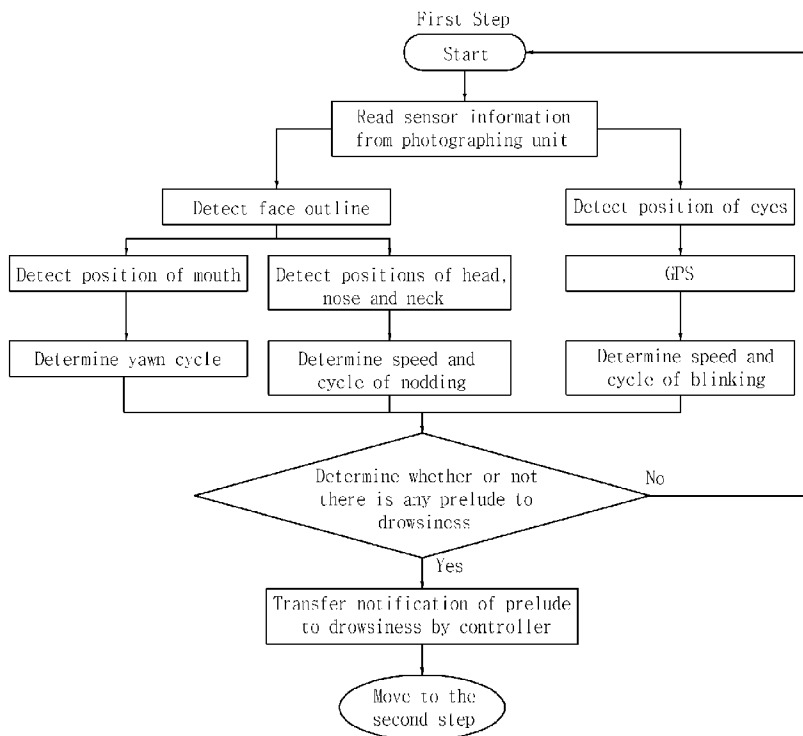 First Step
Start
Read sensor information
from photographing unit
Detect face outline
Detect position of eyes
Detect position of mouth
Detect positions of head,
nose and neck
GPS
Determine yawn cycle
Determine speed and
cycle of nodding
Determine speed and
cycle of blinking
Determine whether or not
there is any prelude to
drowsiness
No
Yes
Transfer notification of prelude
to drowsiness by controller
Move to the
second step